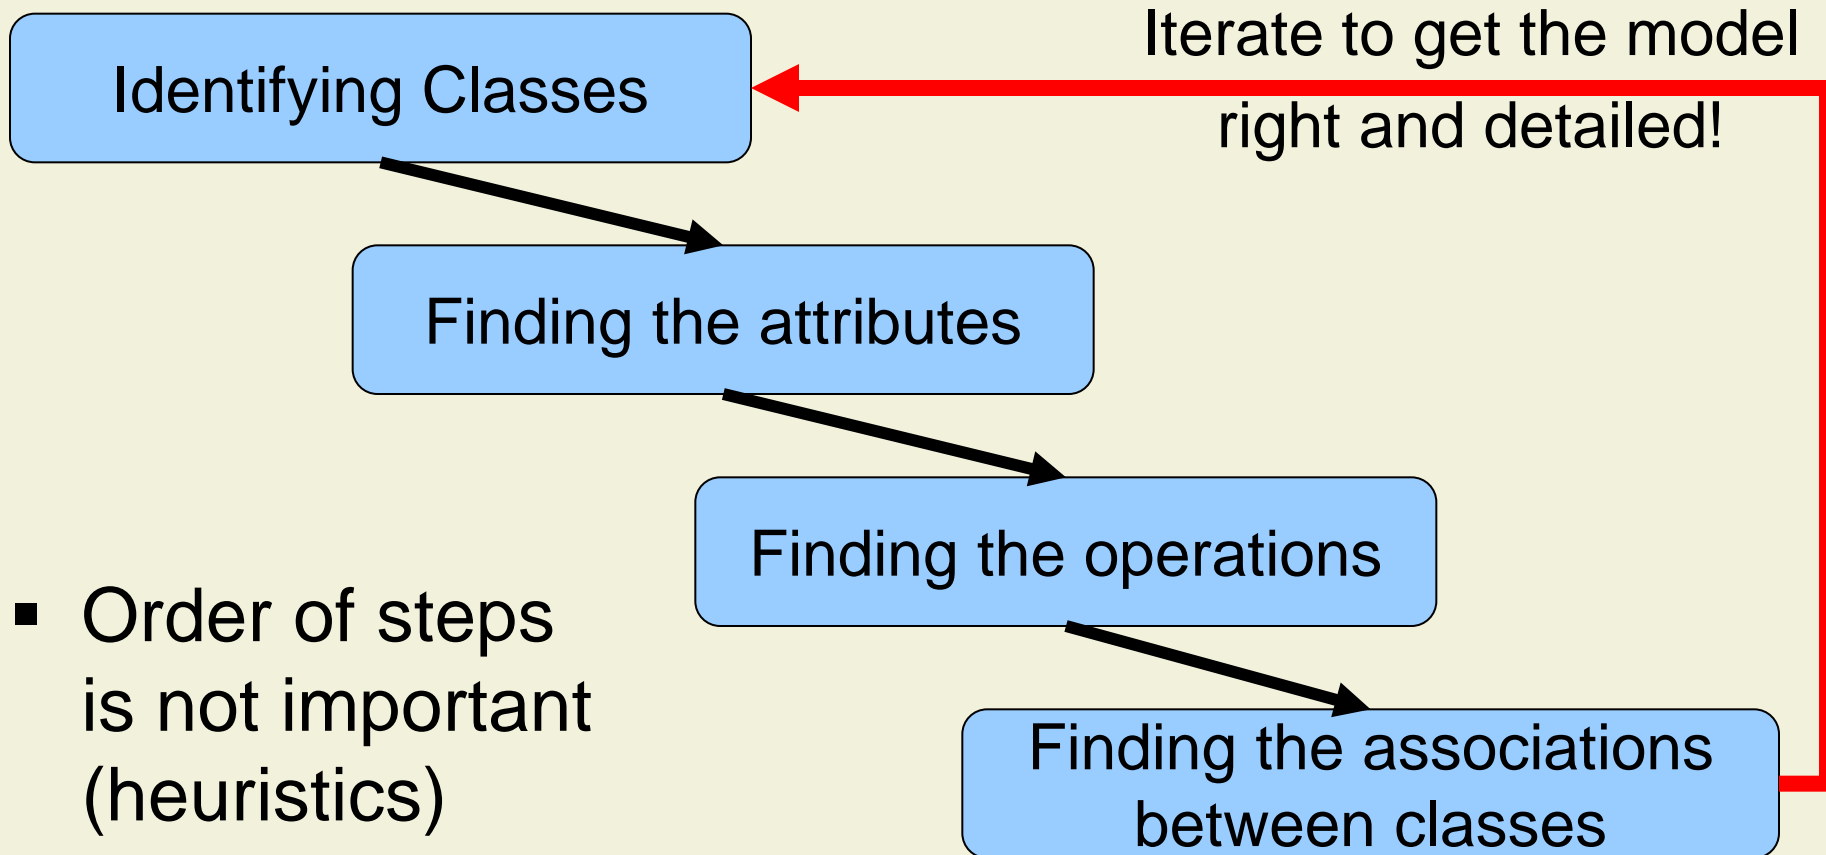 Identifying Classes
Iterate to get the model
right and detailed!
Finding the attributes
Finding the operations
▪ Order of steps
is not important
(heuristics)
Finding the associations
between classes